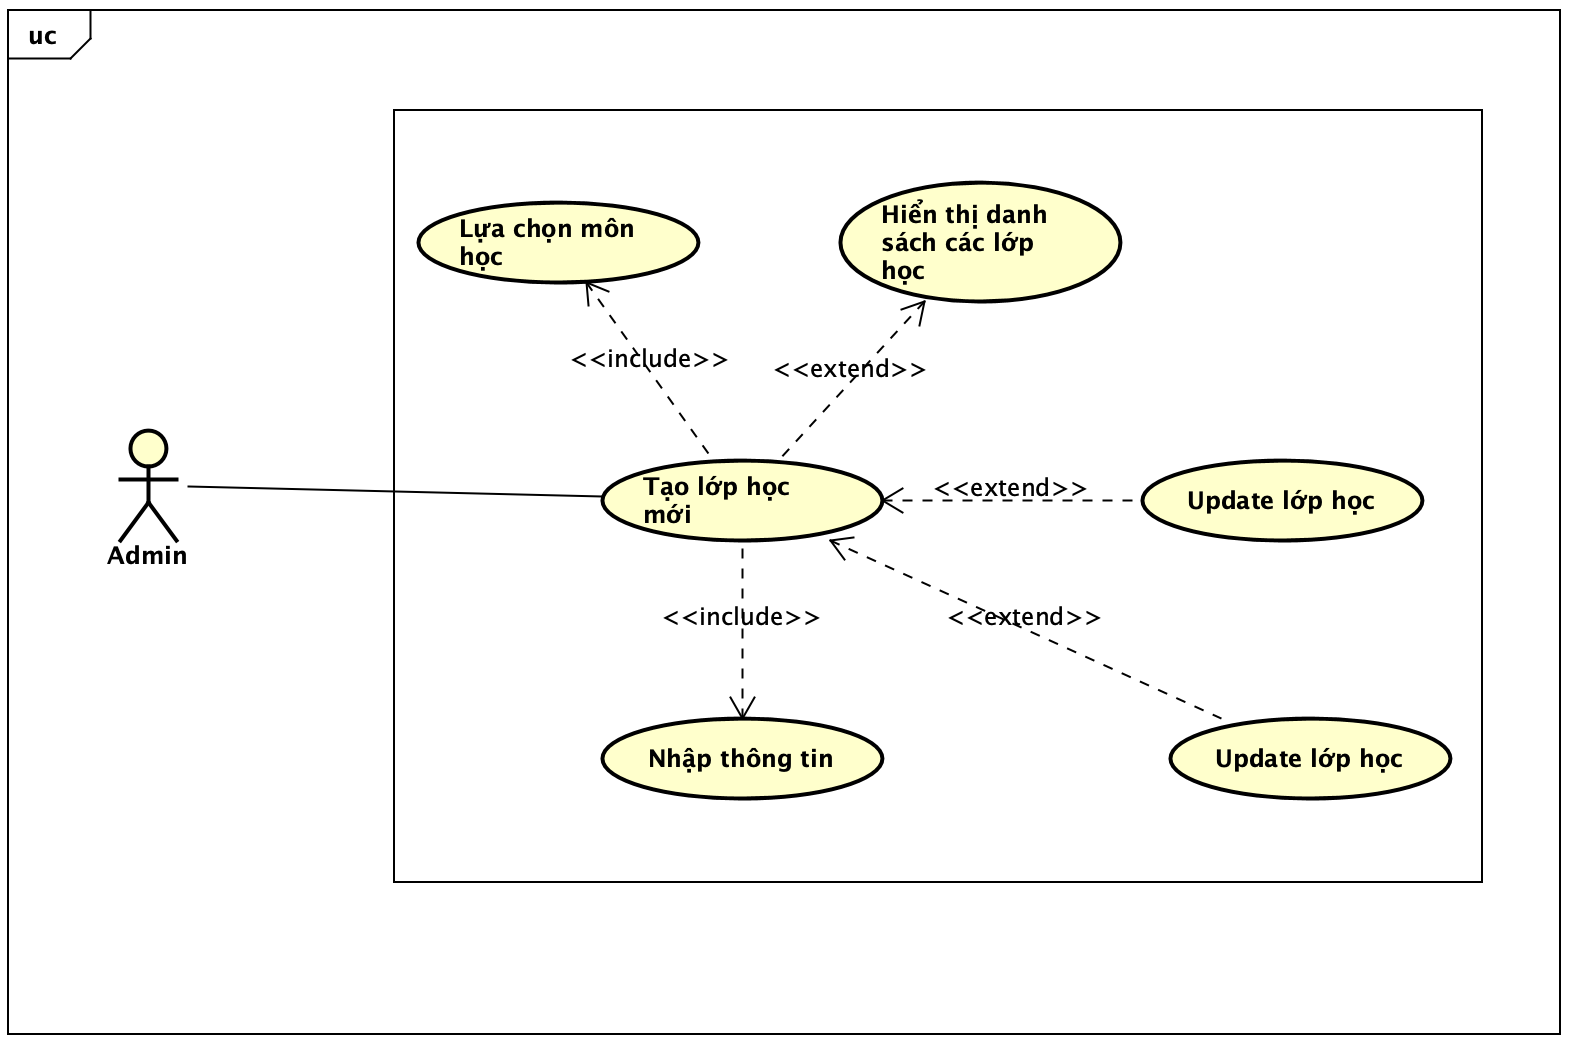 uc
Lựa chọn môn
học
Hiển thị danh
sách các lớp
học
<<include>>
<<extend>>
Tạo lớp học
mới
<<extend>>
Update lớp học
Admin
<<include>>
<<extend>>
Nhập thông tin
Update lớp học